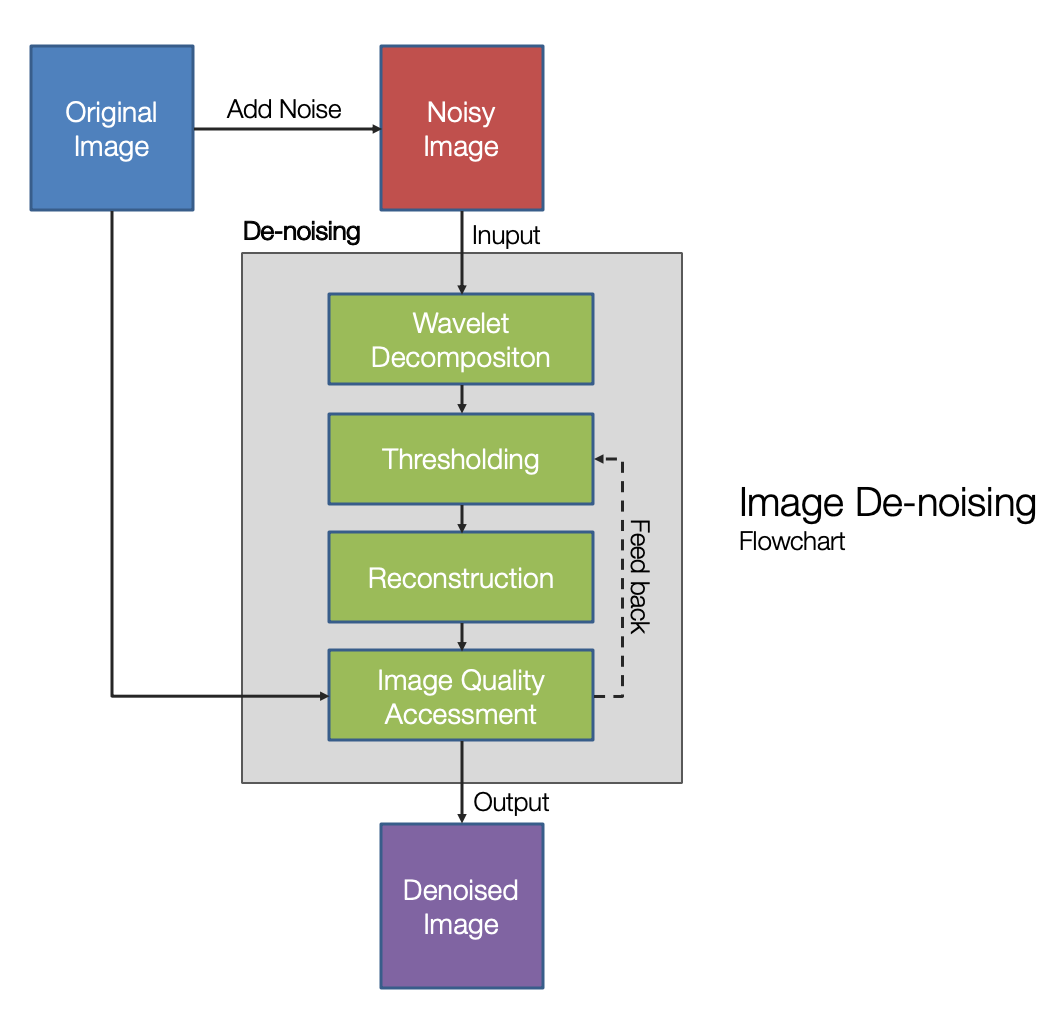 Original
Image
Add Noise
Noisy
Image
De-noising
Inuput
Wavelet
Decompositon
Thresholding
Feed back
Reconstruction
Image Quality
Accessment
Output
Denoised
Image
Image De-noising
Flowchart